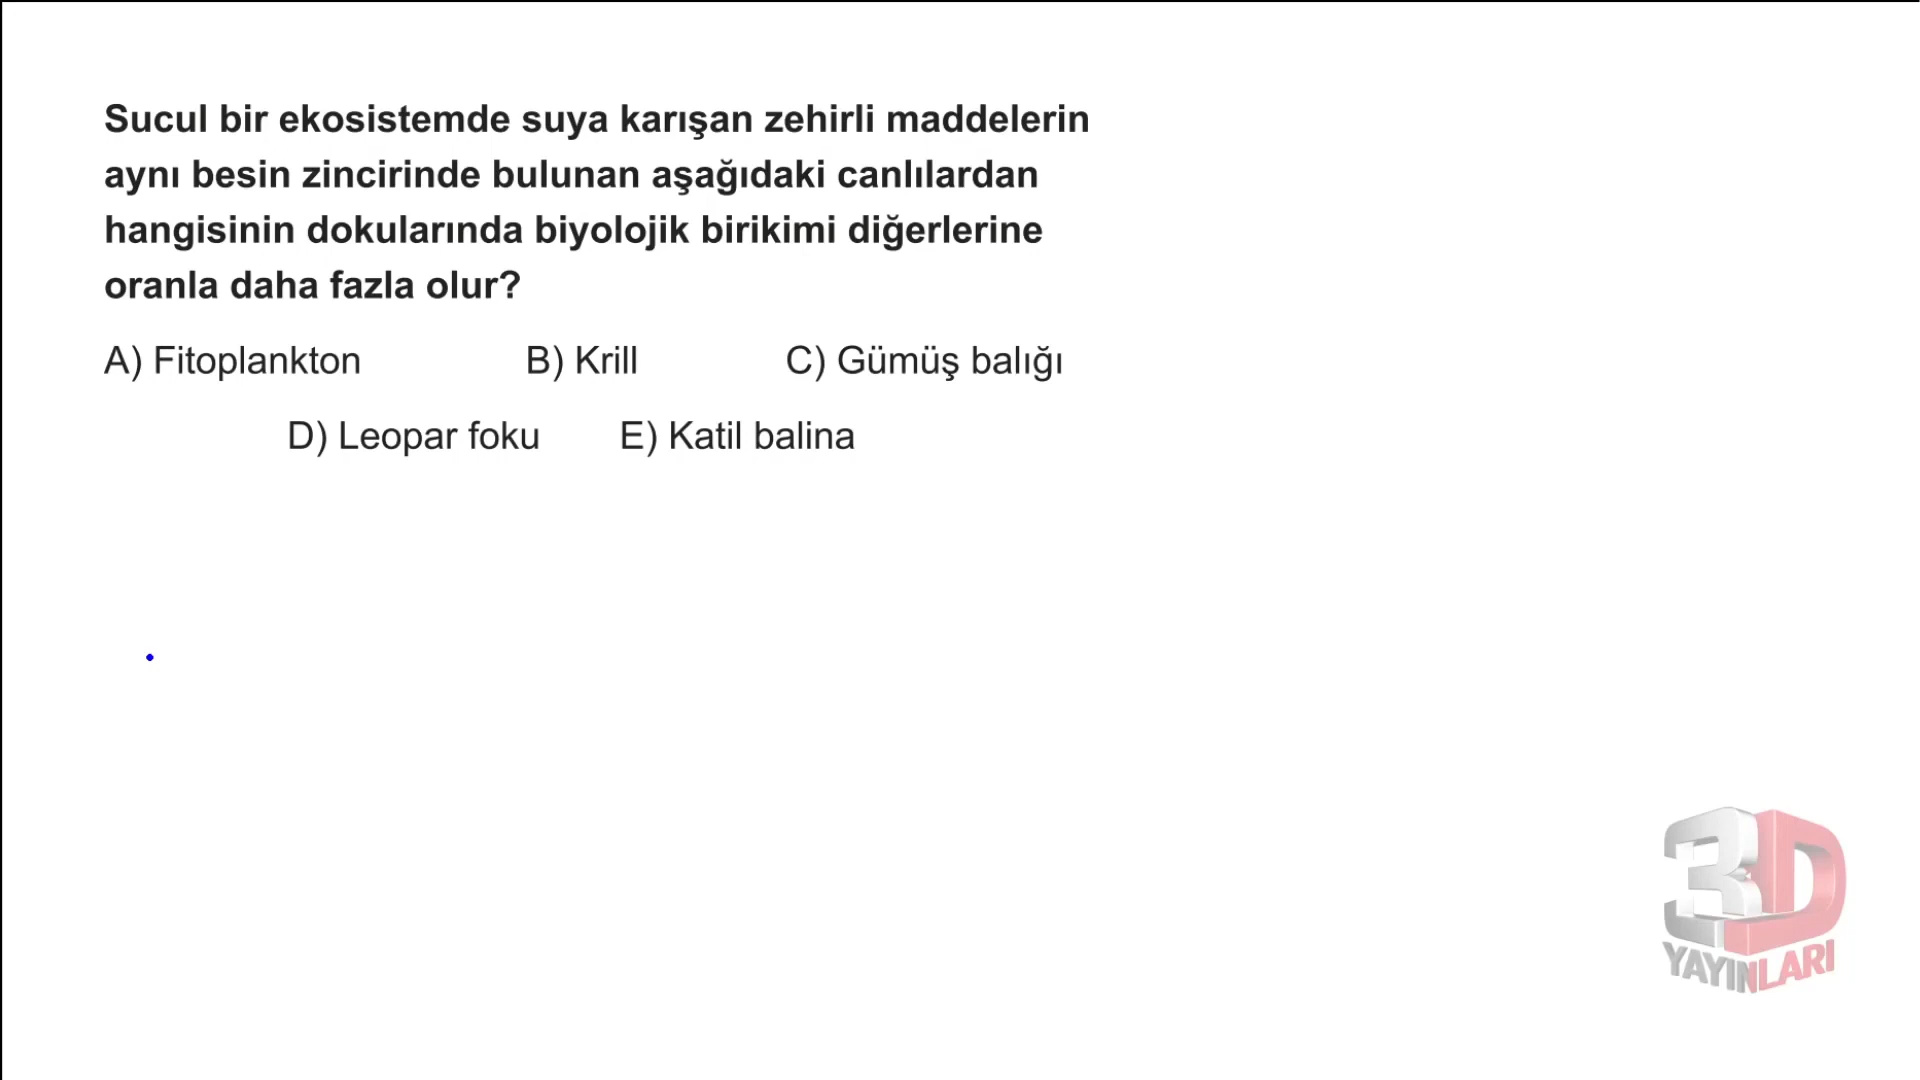 Sucul bir ekosistemde suya karışan zehirli maddelerin
aynı besin zincirinde bulunan aşağıdaki canlılardan
hangisinin dokularında biyolojik birikimi diğerlerine
oranla daha fazla olur?
A) Fitoplankton B) Krill C) Gümüş balığı
D) Leopar foku E) Katil balina
3D
YAYINLARI